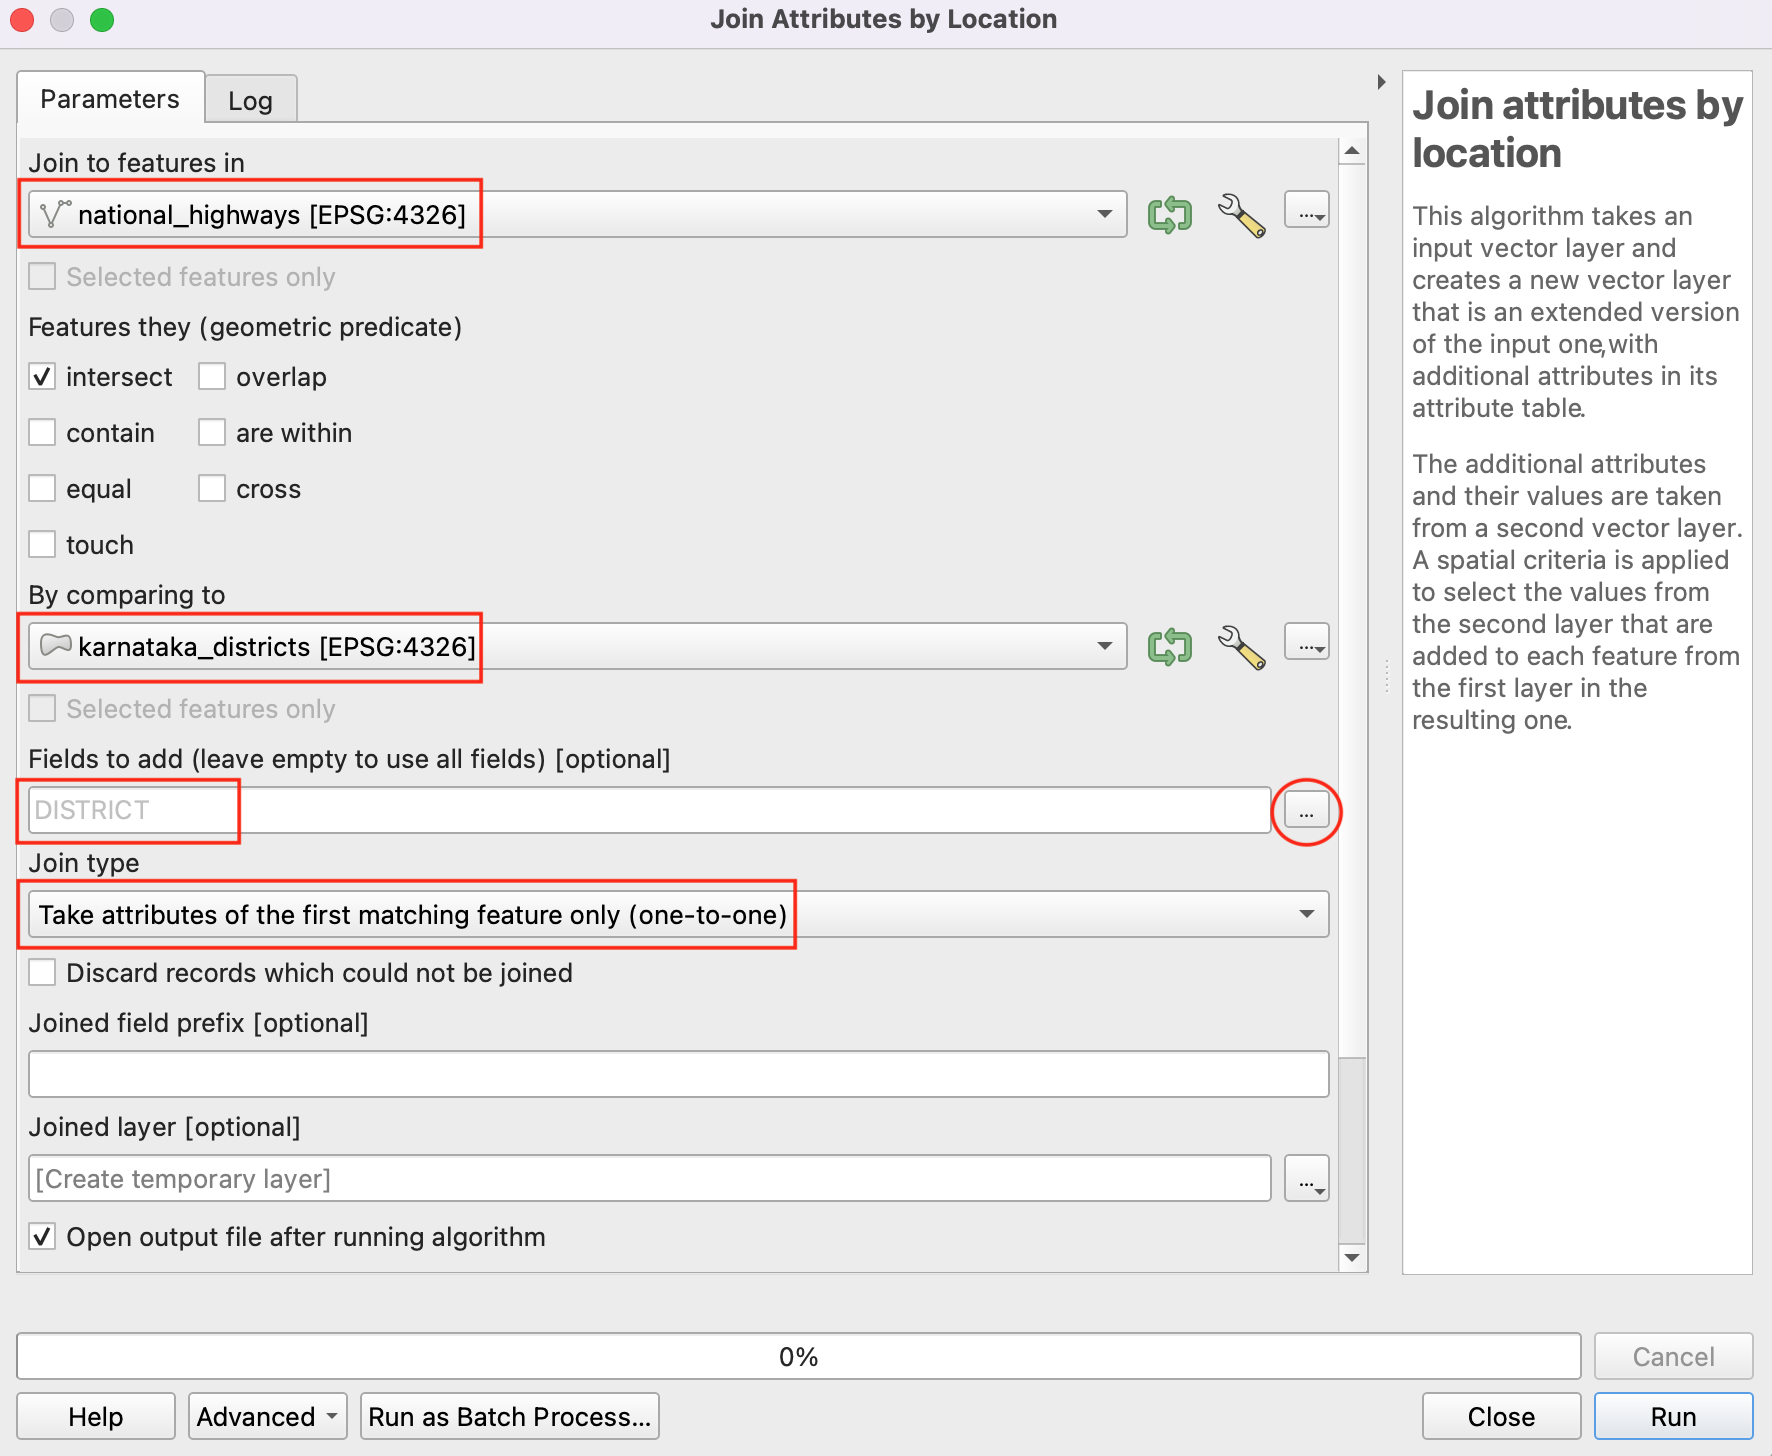 Join Attributes by Location
Parameters
Log
Join to features in
national_highways [EPSG:4326]
...
Selected features only
Features they (geometric predicate)
intersect
overlap
contain
are within
equal
cross
touch
By comparing to
karnataka_districts [EPSG:4326]
...
Selected features only
Fields to add (leave empty to use all fields) [optional]
DISTRICT
...
Join type
Take attributes of the first matching feature only (one-to-one)
Discard records which could not be joined
Joined field prefix [optional]
Joined layer [optional]
[Create temporary layer]
...
Open output file after running algorithm
Join attributes by
location
This algorithm takes an
input vector layer and
creates a new vector layer
that is an extended version
of the input one,with
additional attributes in its
attribute table.
The additional attributes
and their values are taken
from a second vector layer.
A spatial criteria is applied
to select the values from
the second layer that are
added to each feature from
the first layer in the
resulting one.
0%
Cancel
Help
Advanced
Run as Batch Process...
Close
Run